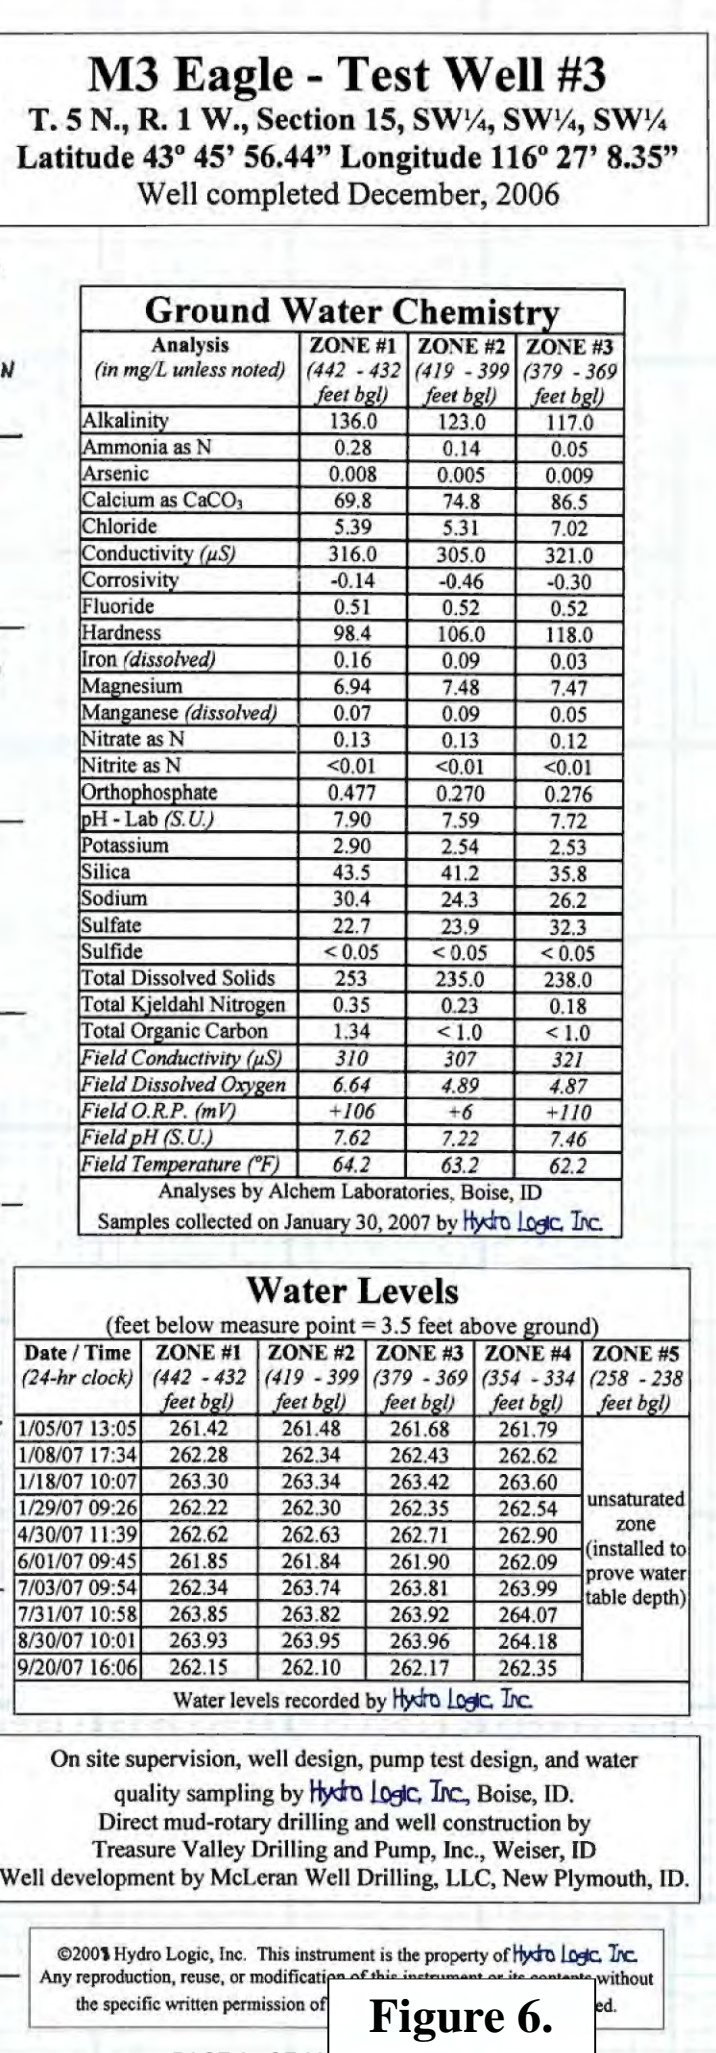 M3 Eagle - Test Well #3
T. 5 N., R. 1 W., Section 15, SW¼, SW¼, SW¼
Latitude 43° 45’ 56.44” Longitude 116° 27’ 8.35”
Well completed December, 2006
N
Ground Water Chemistry
Analysis (in mg/L unless noted) ZONE #1 (442 - 432 feet bgl) ZONE #2 (419 - 399 feet bgl) ZONE #3 (379 - 369 feet bgl)
Alkalinity 136.0 123.0 117.0
Ammonia as N 0.28 0.14 0.05
Arsenic 0.008 0.005 0.009
Calcium as CaCO₃ 69.8 74.8 86.5
Chloride 5.39 5.31 7.02
Conductivity (µS) 316.0 305.0 321.0
Corrosivity -0.14 -0.46 -0.30
Fluoride 0.51 0.52 0.52
Hardness 98.4 106.0 118.0
Iron (dissolved) 0.16 0.09 0.03
Magnesium 6.94 7.48 7.47
Manganese (dissolved) 0.07 0.09 0.05
Nitrate as N 0.13 0.13 0.12
Nitrite as N <0.01 <0.01 <0.01
Orthophosphate 0.477 0.270 0.276
pH - Lab (S.U.) 7.90 7.59 7.72
Potassium 2.90 2.54 2.53
Silica 43.5 41.2 35.8
Sodium 30.4 24.3 26.2
Sulfate 22.7 23.9 32.3
Sulfide < 0.05 < 0.05 < 0.05
Total Dissolved Solids 253 235.0 238.0
Total Kjeldahl Nitrogen 0.35 0.23 0.18
Total Organic Carbon 1.34 < 1.0 < 1.0
Field Conductivity (µS) 310 307 321
Field Dissolved Oxygen 6.64 4.89 4.87
Field O.R.P. (mV) +106 +6 +110
Field pH (S.U.) 7.62 7.22 7.46
Field Temperature (°F) 64.2 63.2 62.2
Analyses by Alchem Laboratories, Boise, ID
Samples collected on January 30, 2007 by Hydro Logic, Inc.
Water Levels
(feet below measure point = 3.5 feet above ground)
Date / Time (24-hr clock) ZONE #1 (442 - 432 feet bgl) ZONE #2 (419 - 399 feet bgl) ZONE #3 (379 - 369 feet bgl) ZONE #4 (354 - 334 feet bgl) ZONE #5 (258 - 238 feet bgl)
1/05/07 13:05 261.42 261.48 261.68 261.79
1/08/07 17:34 262.28 262.34 262.43 262.62
1/18/07 10:07 263.30 263.34 263.42 263.60
1/29/07 09:26 262.22 262.30 262.35 262.54
4/30/07 11:39 262.62 262.63 262.71 262.90
6/01/07 09:45 261.85 261.84 261.90 262.09
7/03/07 09:54 262.34 263.74 263.81 263.99
7/31/07 10:58 263.85 263.82 263.92 264.07
8/30/07 10:01 263.93 263.95 263.96 264.18
9/20/07 16:06 262.15 262.10 262.17 262.35
unsaturated
zone
(installed to
prove water
table depth)
Water levels recorded by Hydro Logic, Inc.
On site supervision, well design, pump test design, and water
quality sampling by Hydro Logic, Inc., Boise, ID.
Direct mud-rotary drilling and well construction by
Treasure Valley Drilling and Pump, Inc., Weiser, ID
Well development by McLeran Well Drilling, LLC, New Plymouth, ID.
Hydro Logic, Inc. This instrument is the property of Hydro Logic, Inc.
Any reproduction, reuse, or modification of this instrument or its contents without
the specific written permission of ed.
Figure 6.